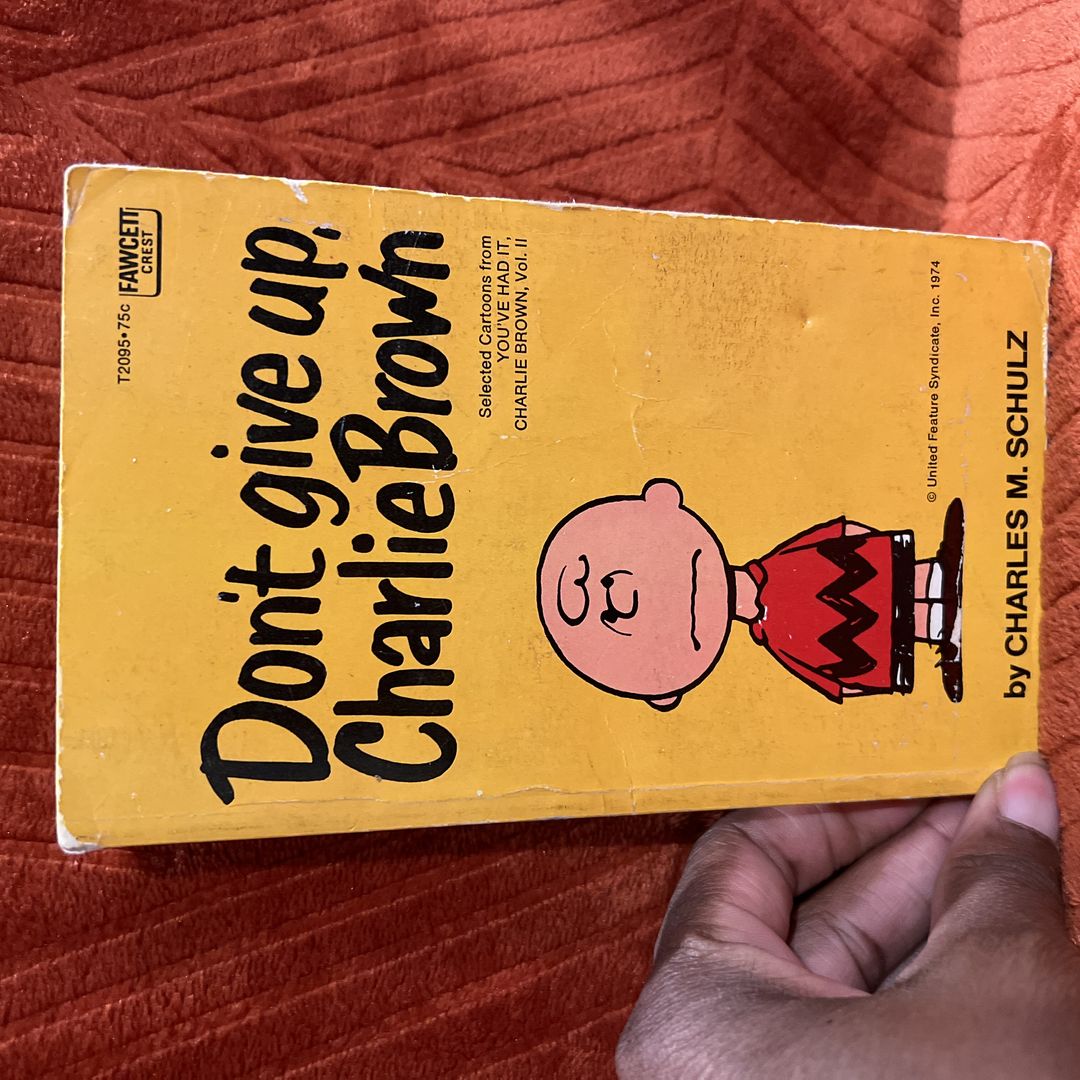 T2095•75c
FAWCETT
CREST
Don't give up,
Charlie Brown
Selected Cartoons from
YOU'VE HAD IT,
CHARLIE BROWN, Vol. II
© United Feature Syndicate, Inc. 1974
by CHARLES M. SCHULZ